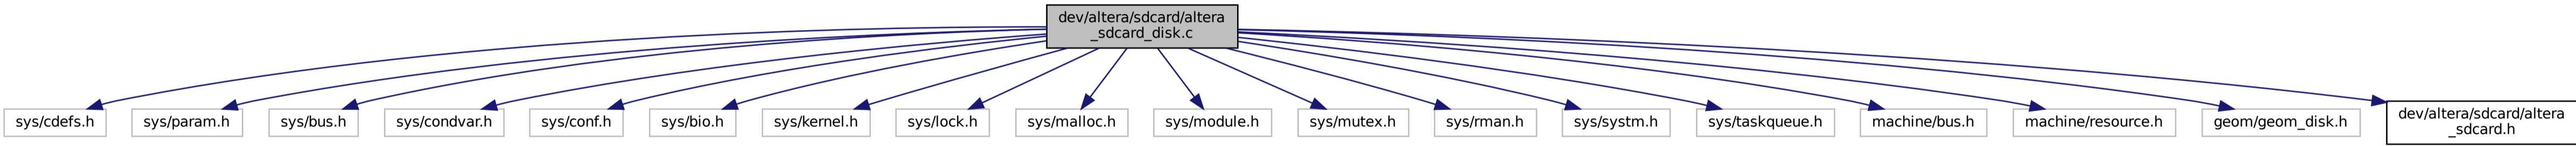 dev/altera/sdcard/altera
_sdcard_disk.c
sys/cdefs.h
sys/param.h
sys/bus.h
sys/condvar.h
sys/conf.h
sys/bio.h
sys/kernel.h
sys/lock.h
sys/malloc.h
sys/module.h
sys/mutex.h
sys/rman.h
sys/systm.h
sys/taskqueue.h
machine/bus.h
machine/resource.h
geom/geom_disk.h
dev/altera/sdcard/altera
_sdcard.h